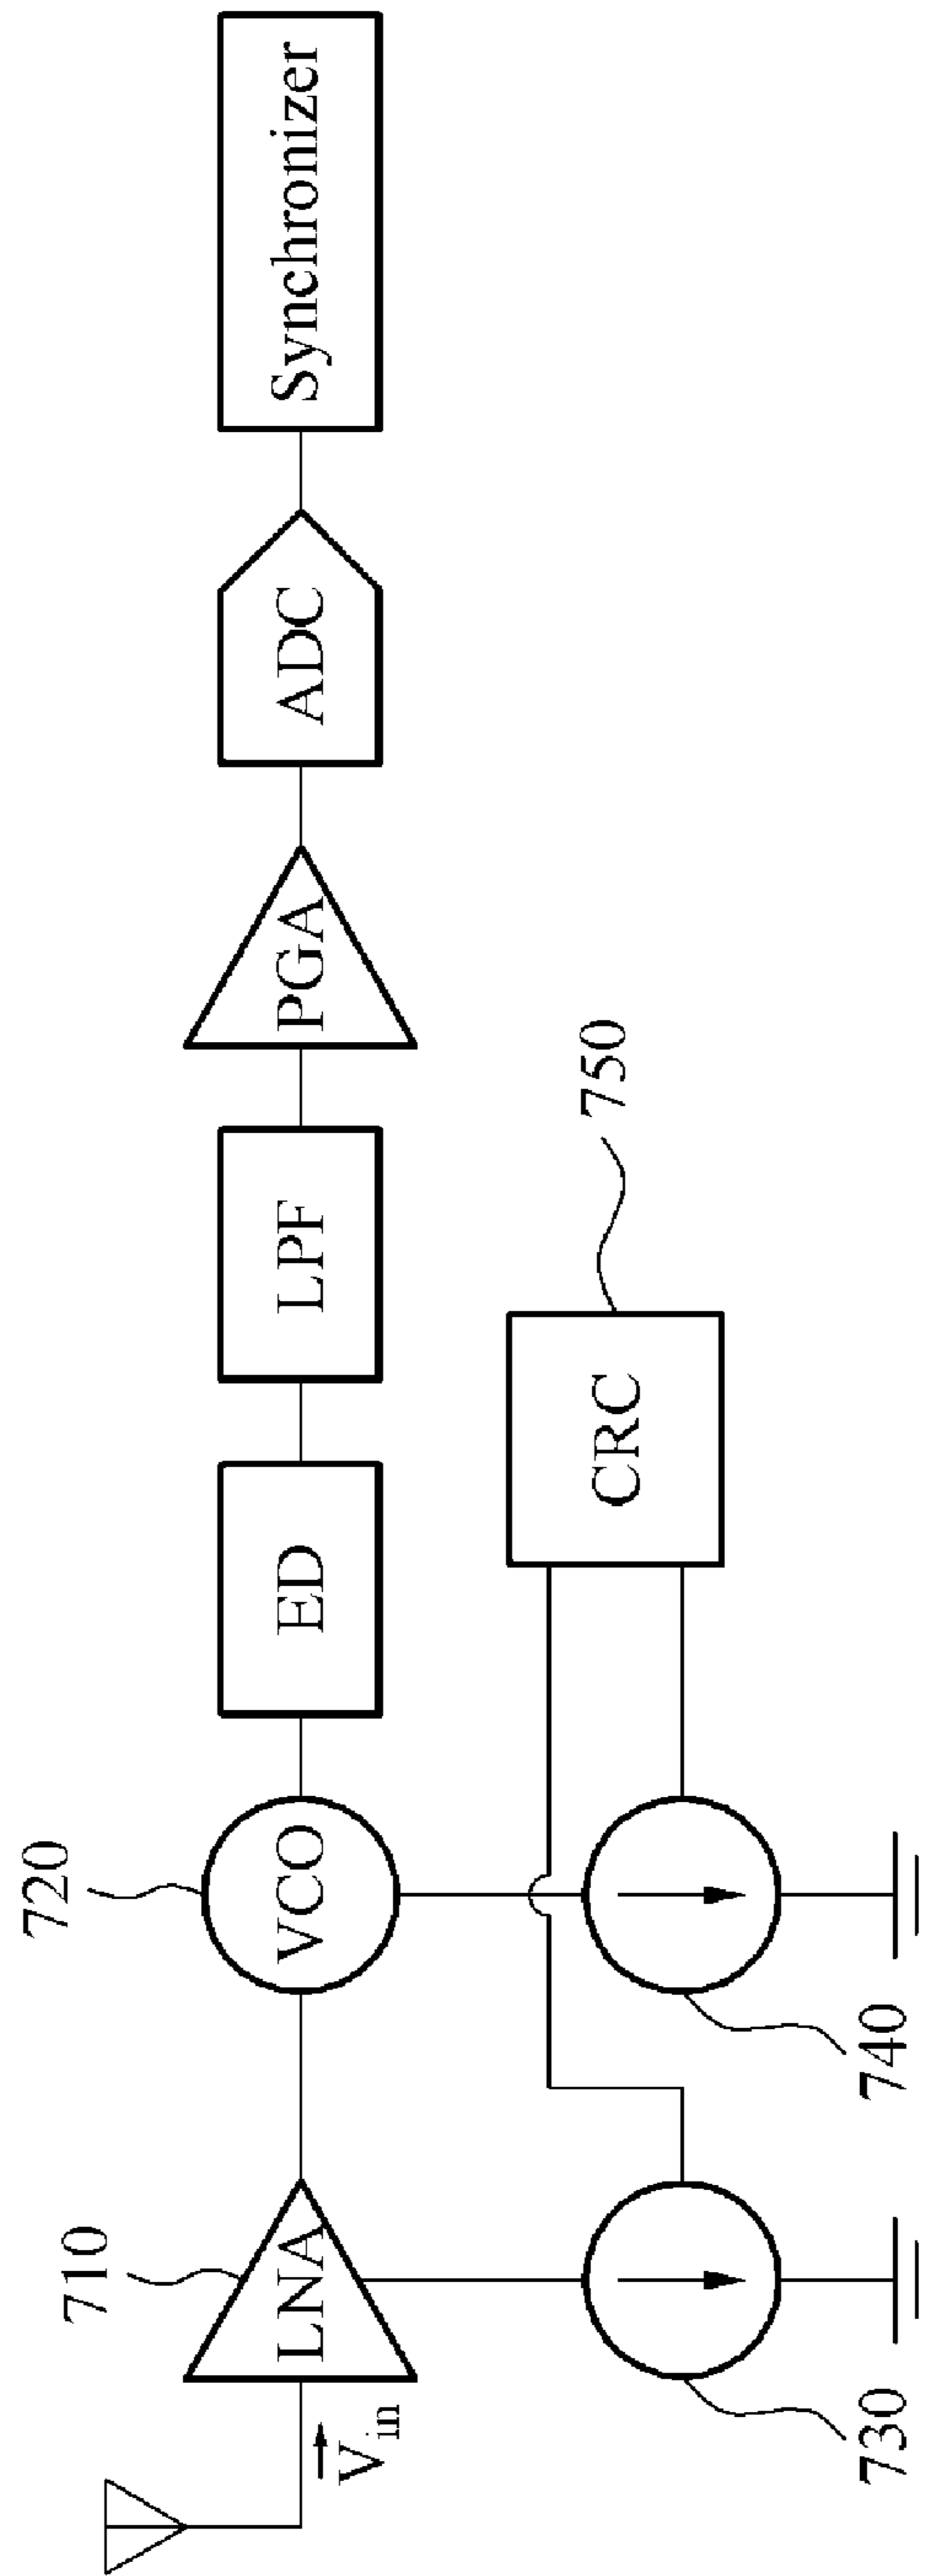 720
710
LNA
VCO
ED
LPF
PGA
ADC
Synchronizer
Vin
CRC
750
730
740